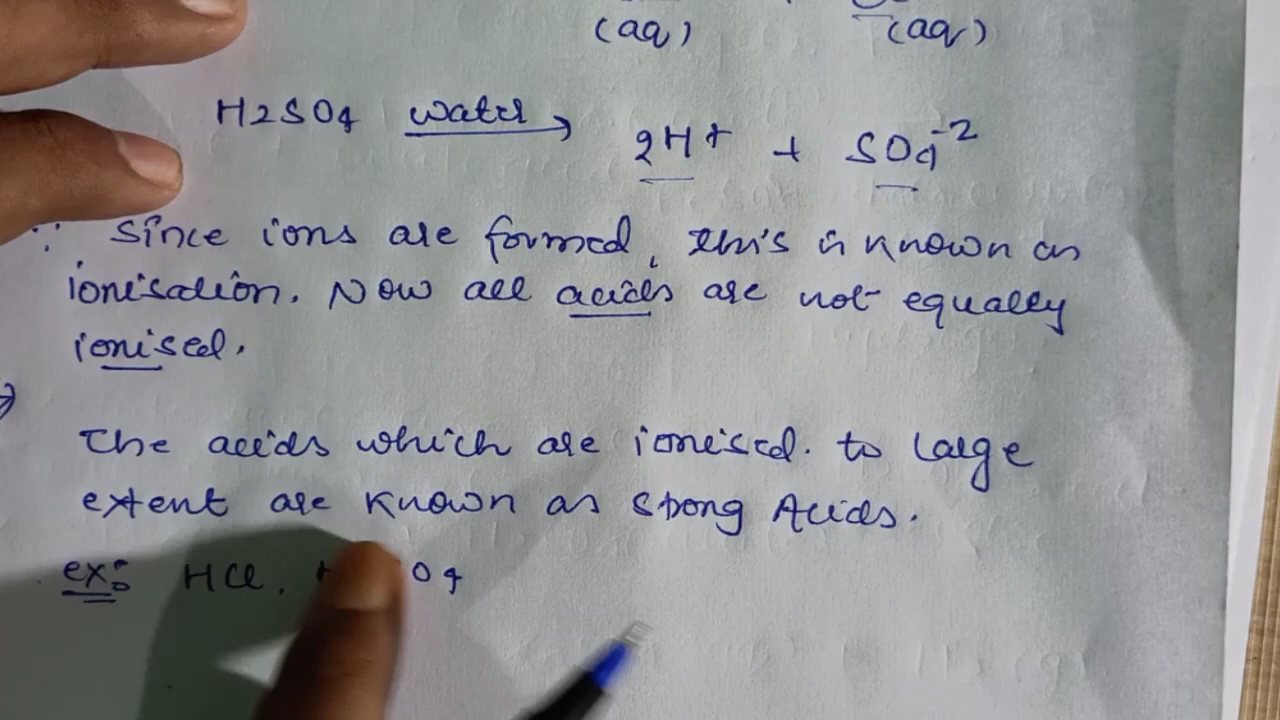 (aq) (aq)
H2SO4 water → 2H+ + SO4-2
∵ Since ions are formed, this is known as
ionisation. Now all acids are not equally
ionised.
The acids which are ionised. to large
extent are known as strong Acids.
ex: HCl, O4